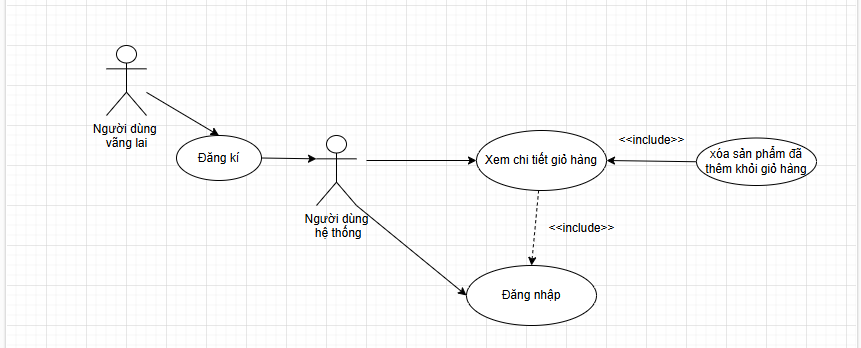 Người dùng
vãng lai
Đăng kí
Người dùng
hệ thống
Xem chi tiết giỏ hàng
<<include>>
xóa sản phẩm đã
thêm khỏi giỏ hàng
<<include>>
Đăng nhập